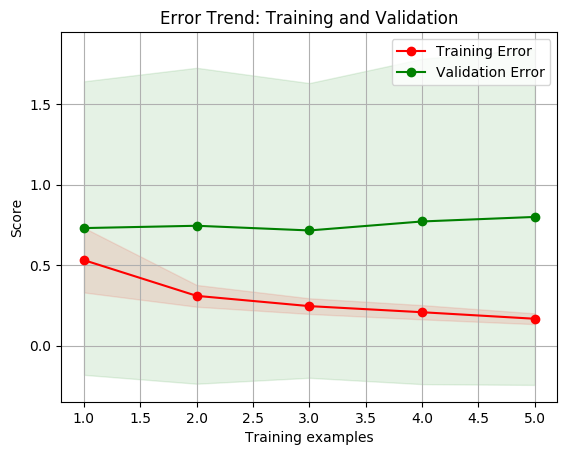 Error Trend: Training and Validation
Training Error
Validation Error
1.5
1.0
0.5
0.0
Score
1.0 1.5 2.0 2.5 3.0 3.5 4.0 4.5 5.0
Training examples